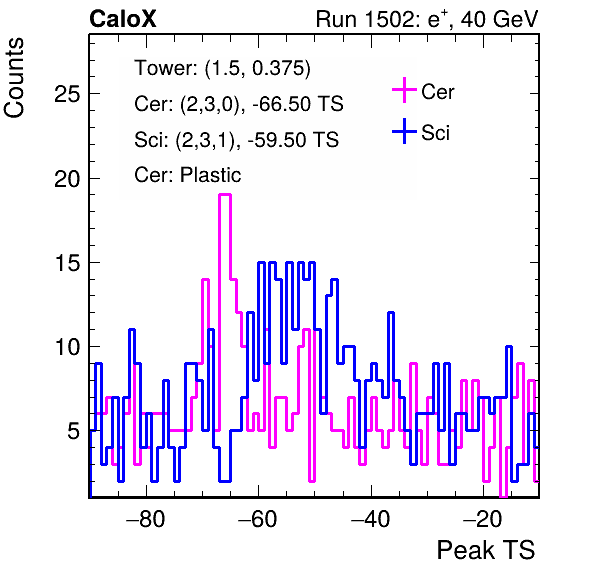 CaloX Run 1502: e⁺, 40 GeV
Counts
Tower: (1.5, 0.375)
Cer: (2,3,0), -66.50 TS
Sci: (2,3,1), -59.50 TS
Cer: Plastic
Cer
Sci
25
20
15
10
5
−80 −60 −40 −20
Peak TS